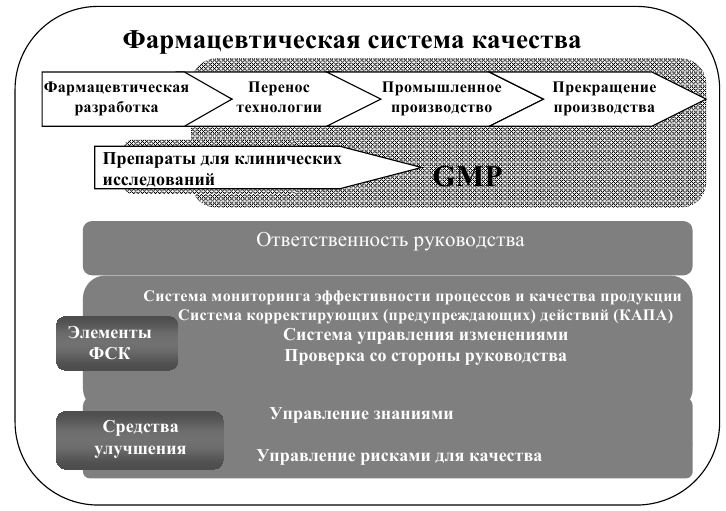 Фармацевтическая система качества
Фармацевтическая
разработка
Перенос
технологии
Промышленное
производство
Прекращение
производства
Препараты для клинических
исследований
GMP
Ответственность руководства
Система мониторинга эффективности процессов и качества продукции
Система корректирующих (предупреждающих) действий (КАПА)
Система управления изменениями
Проверка со стороны руководства
Элементы
ФСК
Средства
улучшения
Управление знаниями
Управление рисками для качества